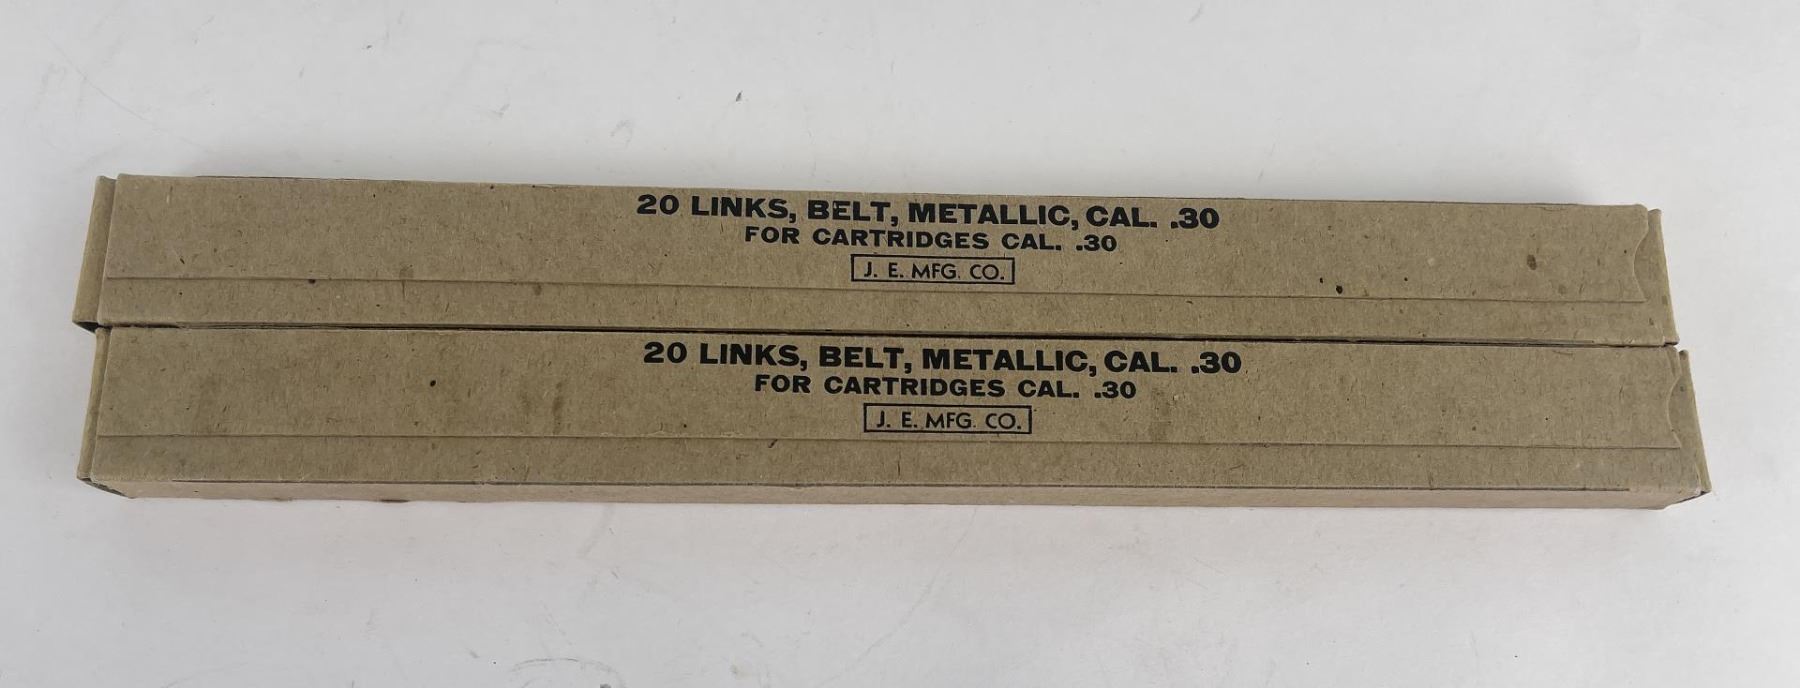 20 LINKS, BELT, METALLIC, CAL. .30
FOR CARTRIDGES CAL. .30
J. E. MFG. CO.
20 LINKS, BELT, METALLIC, CAL. .30
FOR CARTRIDGES CAL. .30
J. E. MFG. CO.